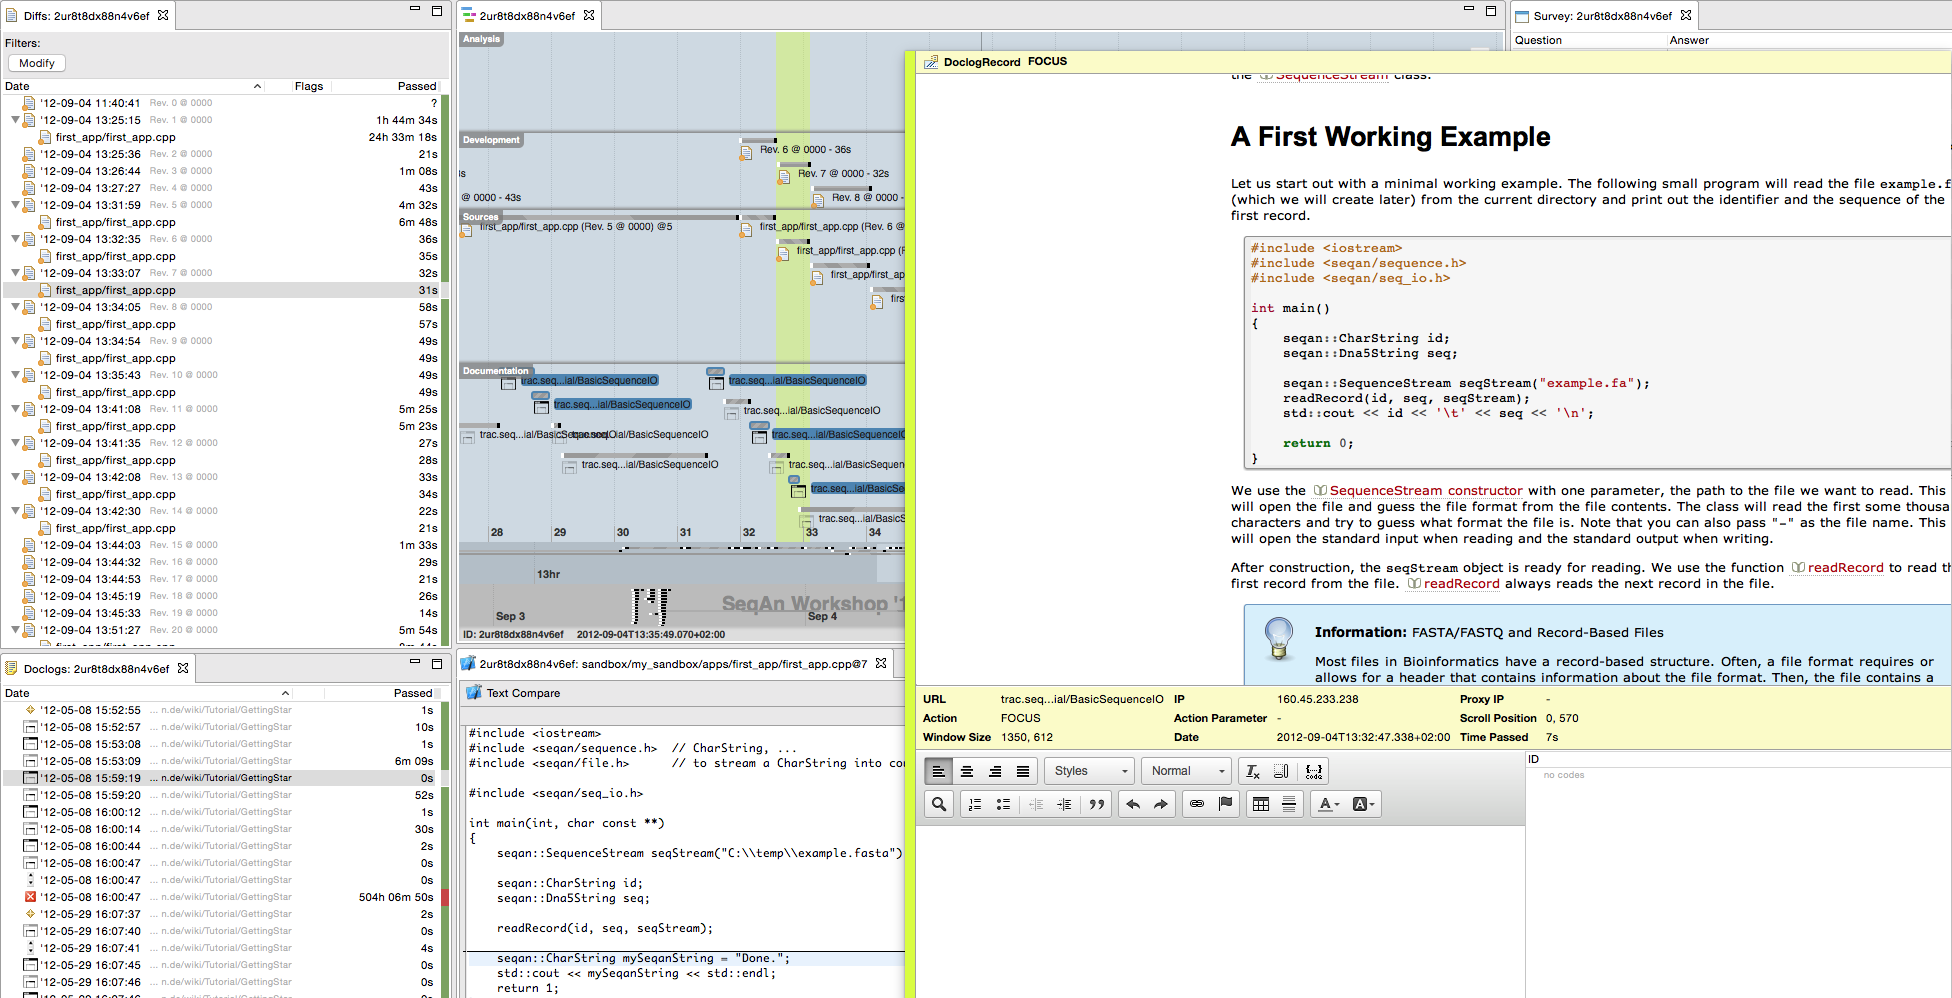 Diffs: 2ur8t8dx88n4v6ef
Filters:
Modify
Date Flags Passed
'12-09-04 11:40:41 Rev. 0 @ 0000 ?
'12-09-04 13:25:15 Rev. 1 @ 0000 1h 44m 34s
first_app/first_app.cpp 24h 33m 18s
'12-09-04 13:25:36 Rev. 2 @ 0000 21s
'12-09-04 13:26:44 Rev. 3 @ 0000 1m 08s
'12-09-04 13:27:27 Rev. 4 @ 0000 43s
'12-09-04 13:31:59 Rev. 5 @ 0000 4m 32s
first_app/first_app.cpp 6m 48s
'12-09-04 13:32:35 Rev. 6 @ 0000 36s
first_app/first_app.cpp 35s
'12-09-04 13:33:07 Rev. 7 @ 0000 32s
first_app/first_app.cpp 31s
'12-09-04 13:34:05 Rev. 8 @ 0000 58s
first_app/first_app.cpp 57s
'12-09-04 13:34:54 Rev. 9 @ 0000 49s
first_app/first_app.cpp 49s
'12-09-04 13:35:43 Rev. 10 @ 0000 49s
first_app/first_app.cpp 49s
'12-09-04 13:41:08 Rev. 11 @ 0000 5m 25s
first_app/first_app.cpp 5m 23s
'12-09-04 13:41:35 Rev. 12 @ 0000 27s
first_app/first_app.cpp 28s
'12-09-04 13:42:08 Rev. 13 @ 0000 33s
first_app/first_app.cpp 34s
'12-09-04 13:42:30 Rev. 14 @ 0000 22s
first_app/first_app.cpp 21s
'12-09-04 13:44:03 Rev. 15 @ 0000 1m 33s
'12-09-04 13:44:32 Rev. 16 @ 0000 29s
'12-09-04 13:44:53 Rev. 17 @ 0000 21s
'12-09-04 13:45:19 Rev. 18 @ 0000 26s
'12-09-04 13:45:33 Rev. 19 @ 0000 14s
'12-09-04 13:51:27 Rev. 20 @ 0000 5m 54s
Doclogs: 2ur8t8dx88n4v6ef
Date Passed
'12-05-08 15:52:55 ... n.de/wiki/Tutorial/GettingStar 1s
'12-05-08 15:52:57 ... n.de/wiki/Tutorial/GettingStar 10s
'12-05-08 15:53:08 ... n.de/wiki/Tutorial/GettingStar 1s
'12-05-08 15:53:09 ... n.de/wiki/Tutorial/GettingStar 6m 09s
'12-05-08 15:59:19 ... n.de/wiki/Tutorial/GettingStar 0s
'12-05-08 15:59:20 ... n.de/wiki/Tutorial/GettingStar 52s
'12-05-08 16:00:12 ... n.de/wiki/Tutorial/GettingStar 1s
'12-05-08 16:00:14 ... n.de/wiki/Tutorial/GettingStar 30s
'12-05-08 16:00:44 ... n.de/wiki/Tutorial/GettingStar 2s
'12-05-08 16:00:47 ... n.de/wiki/Tutorial/GettingStar 0s
'12-05-08 16:00:47 ... n.de/wiki/Tutorial/GettingStar 0s
'12-05-08 16:00:47 ... n.de/wiki/Tutorial/GettingStar 504h 06m 50s
'12-05-29 16:07:37 ... n.de/wiki/Tutorial/GettingStar 2s
'12-05-29 16:07:40 ... n.de/wiki/Tutorial/GettingStar 0s
'12-05-29 16:07:41 ... n.de/wiki/Tutorial/GettingStar 4s
'12-05-29 16:07:45 ... n.de/wiki/Tutorial/GettingStar 0s
'12-05-29 16:07:46 ... n.de/wiki/Tutorial/GettingStar 0s
2ur8t8dx88n4v6ef
Analysis
Development
Rev. 6 @ 0000 - 36s
Rev. 7 @ 0000 - 32s
@ 0000 - 43s
Rev. 8 @ 0000 -
Sources
first_app/first_app.cpp (Rev. 5 @ 0000) @5
first_app/first_app.cpp (Rev. 6 @
first_app/first_app.cpp (F
first_app/first_ap
firs
Documentation
trac.seq...ial/BasicSequenceIO
trac.seq...ial/BasicSequenceIO
trac.seq...ial/BasicSequenceIO
trac.seq...ial/BasicSequenceIO
trac.seq...ial/BasicSequenceIO
trac.seq...ial/BasicSequenceIO
trac.seq...ial/BasicSequenceIO
trac.seq...ial/BasicSequenceIO
trac.seq...ial/BasicSequen
trac.seq...ial/BasicSe
trac.seq...ial/BasicS
28 29 30 31 32 33 34
13hr
SeqAn Workshop '1
Sep 3 Sep 4
ID: 2ur8t8dx88n4v6ef 2012-09-04T13:35:49.070+02:00
2ur8t8dx88n4v6ef: sandbox/my_sandbox/apps/first_app/first_app.cpp@7
Text Compare
#include <iostream>
#include <seqan/sequence.h> // CharString, ...
#include <seqan/file.h> // to stream a CharString into cou
#include <seqan/seq_io.h>
int main(int, char const **)
{
seqan::SequenceStream seqStream("C:\\temp\\example.fasta")
seqan::CharString id;
seqan::Dna5String seq;
readRecord(id, seq, seqStream);
seqan::CharString mySeqanString = "Done.";
std::cout << mySeqanString << std::endl;
return 1;
Survey: 2ur8t8dx88n4v6ef
Question Answer
DoclogRecord FOCUS
the SequenceStream class.
A First Working Example
Let us start out with a minimal working example. The following small program will read the file example.f
(which we will create later) from the current directory and print out the identifier and the sequence of the
first record.
#include <iostream>
#include <seqan/sequence.h>
#include <seqan/seq_io.h>
int main()
{
seqan::CharString id;
seqan::Dna5String seq;
seqan::SequenceStream seqStream("example.fa");
readRecord(id, seq, seqStream);
std::cout << id << '\t' << seq << '\n';
return 0;
}
We use the SequenceStream constructor with one parameter, the path to the file we want to read. This
will open the file and guess the file format from the file contents. The class will read the first some thousa
characters and try to guess what format the file is. Note that you can also pass "-" as the file name. This
will open the standard input when reading and the standard output when writing.
After construction, the seqStream object is ready for reading. We use the function readRecord to read th
first record from the file. readRecord always reads the next record in the file.
Information: FASTA/FASTQ and Record-Based Files
Most files in Bioinformatics have a record-based structure. Often, a file format requires or
allows for a header that contains information about the file format. Then, the file contains a
URL trac.seq...ial/BasicSequenceIO IP 160.45.233.238 Proxy IP -
Action FOCUS Action Parameter - Scroll Position 0, 570
Window Size 1350, 612 Date 2012-09-04T13:32:47.338+02:00 Time Passed 7s
Styles Normal
ID
no codes